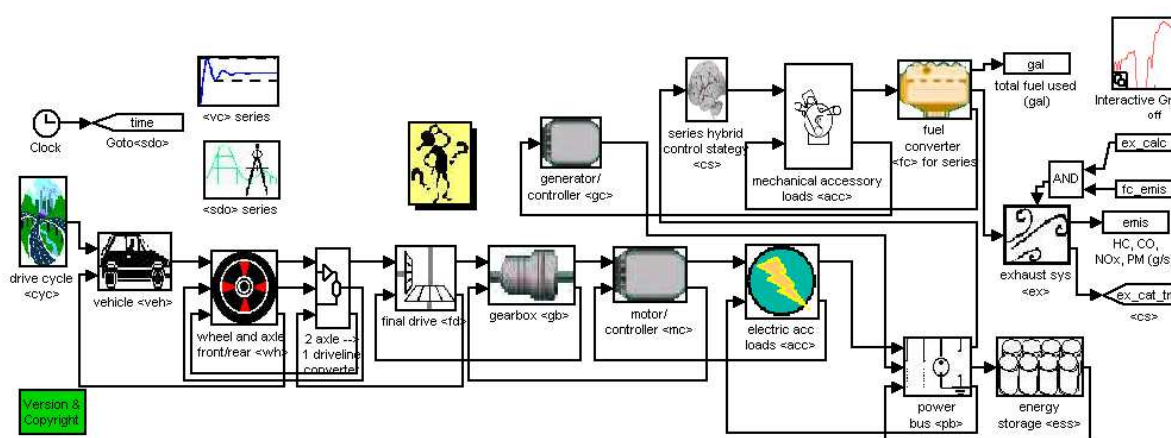 <vc> series
time
Clock
Goto<sdo>
<sdo> series
drive cycle
<cyc>
vehicle <veh>
wheel and axle
front/rear <wh>
2 axle -->
1 driveline
converter
final drive <fd>
gearbox <gb>
motor/
controller <mc>
electric acc
loads <acc>
power
bus <pb>
energy
storage <ess>
generator/
controller <gc>
series hybrid
control stategy
<cs>
mechanical accessory
loads <acc>
fuel
converter
<fc> for series
gal
total fuel used
(gal)
Interactive Gr
off
ex_calc
AND
fc_emis
emis
HC, CO,
NOx, PM (g/s
exhaust sys
<ex>
ex_cat_tr
<cs>
Version &
Copyright